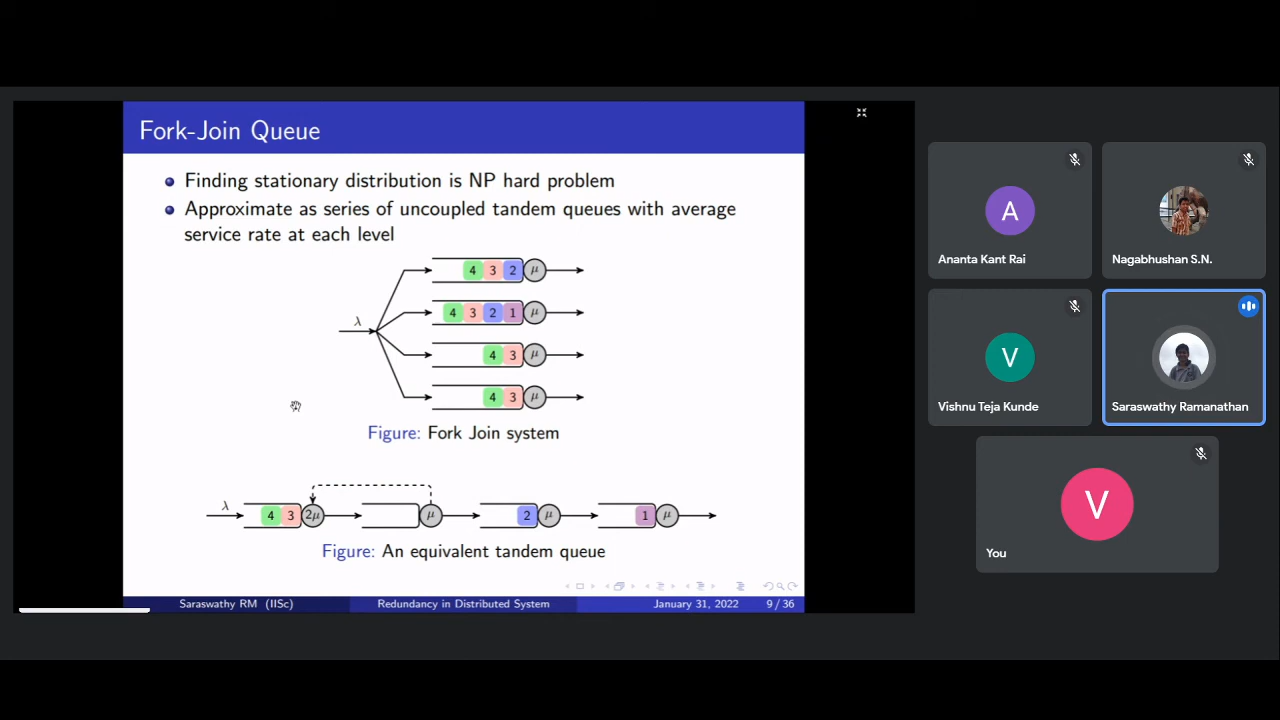 Fork-Join Queue
Finding stationary distribution is NP hard problem
Approximate as series of uncoupled tandem queues with average
service rate at each level
4 3 2 μ
λ
4 3 2 1 μ
4 3 μ
4 3 μ
Figure: Fork Join system
λ
4 3 2μ μ 2 μ 1 μ
Figure: An equivalent tandem queue
Saraswathy RM (IISc) Redundancy in Distributed System January 31, 2022 9 / 36
A
Ananta Kant Rai
Nagabhushan S.N.
V
Vishnu Teja Kunde
Saraswathy Ramanathan
V
You